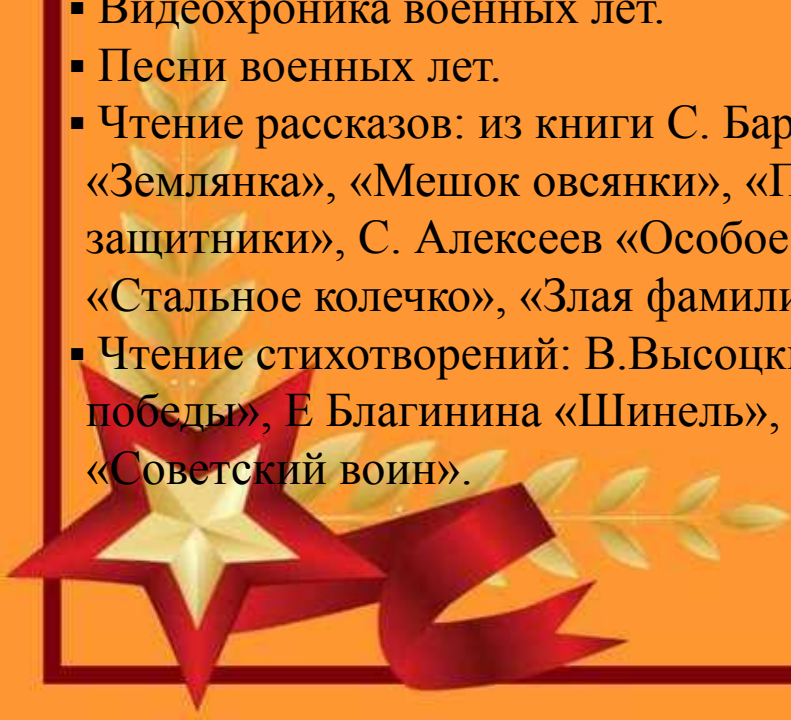 ▪ Видеохроника военных лет.
▪ Песни военных лет.
▪ Чтение рассказов: из книги С.
«Землянка», «Мешок овсянки»,
защитники», С. Алексеев «Особое
«Стальное колечко», «Злая
▪ Чтение стихотворений:
победы», Е Благинина «Шинель»,
«Советский воин».